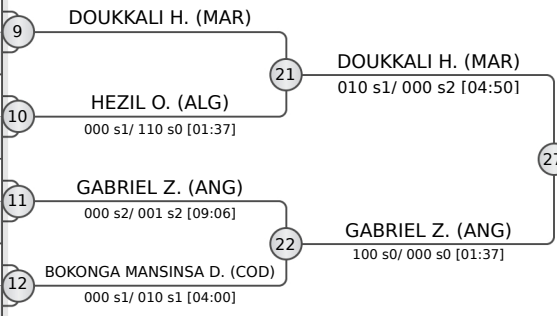 9
DOUKKALI H. (MAR)
21
DOUKKALI H. (MAR)
010 s1/ 000 s2 [04:50]
10
HEZIL O. (ALG)
000 s1/ 110 s0 [01:37]
27
11
GABRIEL Z. (ANG)
000 s2/ 001 s2 [09:06]
22
GABRIEL Z. (ANG)
100 s0/ 000 s0 [01:37]
12
BOKONGA MANSINSA D. (COD)
000 s1/ 010 s1 [04:00]